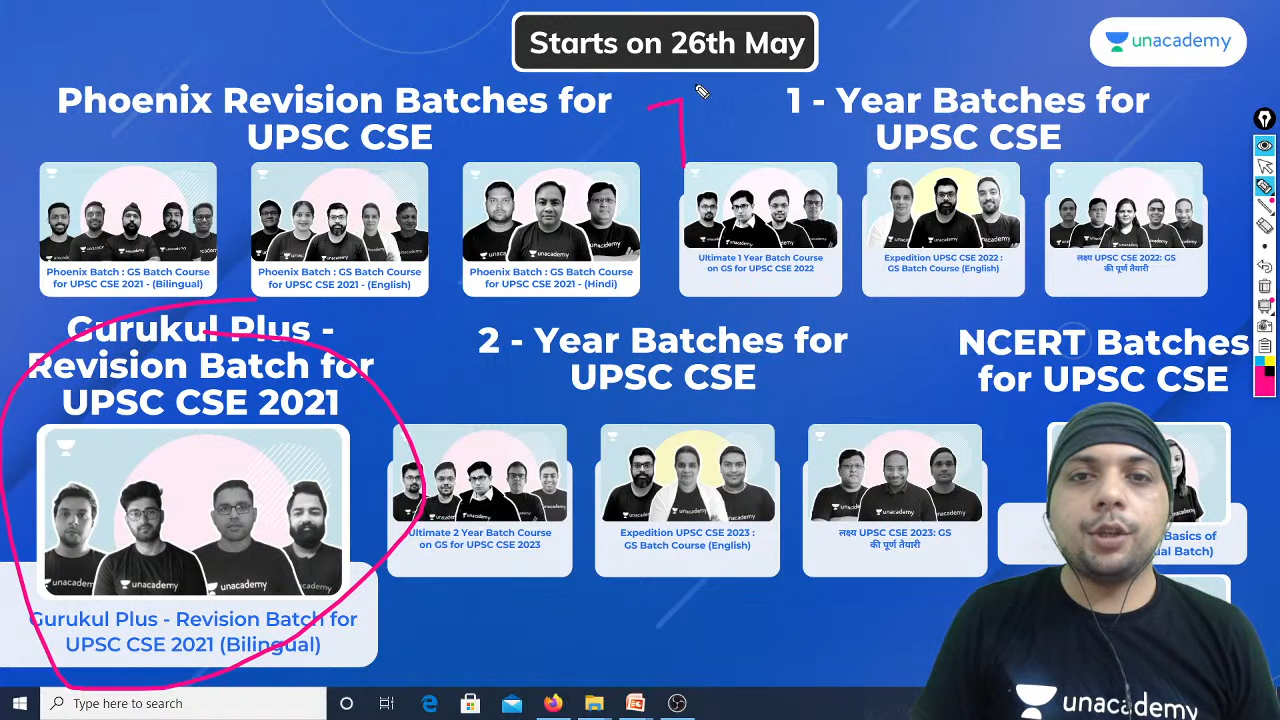 Starts on 26th May
unacademy
Phoenix Revision Batches for
UPSC CSE
1 - Year Batches for
UPSC CSE
unacademy
unacademy
Phoenix Batch : GS Batch Course
for UPSC CSE 2021 - (Bilingual)
Phoenix Batch : GS Batch Course
for UPSC CSE 2021 - (English)
Phoenix Batch : GS Batch Course
for UPSC CSE 2021 - (Hindi)
Ultimate 1 Year Batch Course
on GS for UPSC CSE 2022
Expedition UPSC CSE 2022 :
GS Batch Course (English)
लक्ष्य UPSC CSE 2022: GS
की पूर्ण तैयारी
Gurukul Plus -
Revision Batch for
UPSC CSE 2021
2 - Year Batches for
UPSC CSE
NCERT Batches
for UPSC CSE
unacademy
Gurukul Plus - Revision Batch for
UPSC CSE 2021 (Bilingual)
Ultimate 2 Year Batch Course
on GS for UPSC CSE 2023
Expedition UPSC CSE 2023 :
GS Batch Course (English)
लक्ष्य UPSC CSE 2023: GS
की पूर्ण तैयारी
Basics of
Batch)
unacademy
Type here to search